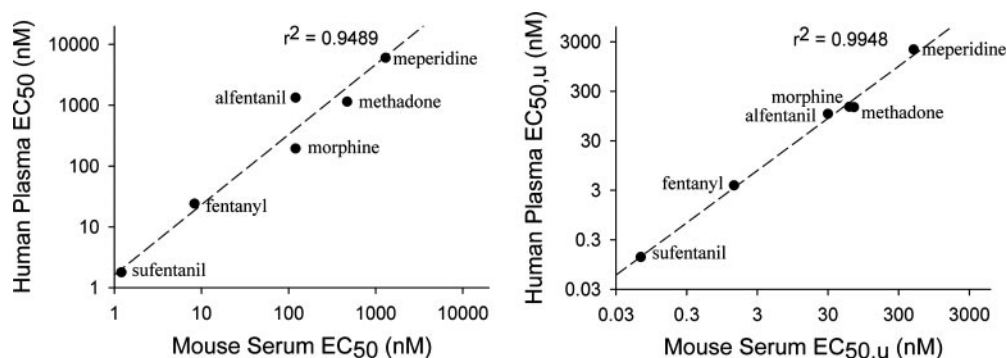 Human Plasma EC50 (nM)
10000
1000
100
10
1
r2 = 0.9489
meperidine
alfentanil
methadone
morphine
fentanyl
sufentanil
1 10 100 1000 10000
Mouse Serum EC50 (nM)
Human Plasma EC50,u (nM)
3000
300
30
3
0.3
0.03
r2 = 0.9948
meperidine
morphine
alfentanil
methadone
fentanyl
sufentanil
0.03 0.3 3 30 300 3000
Mouse Serum EC50,u (nM)